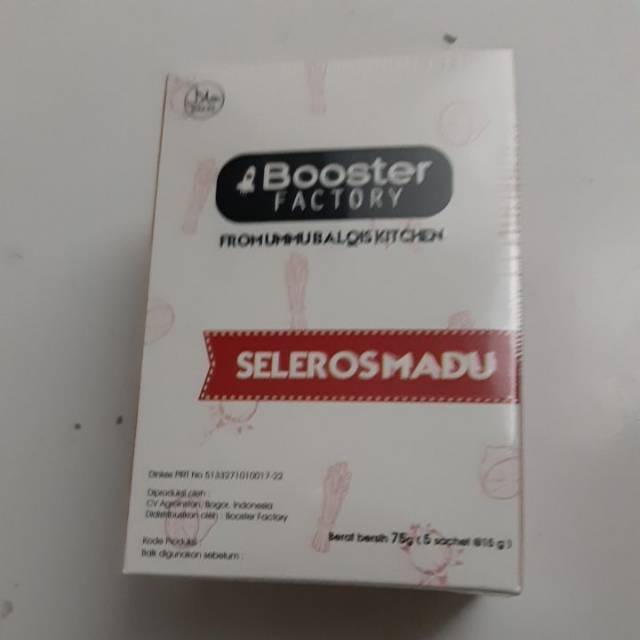 Booster
FACTORY
FROM UMMU BALQIS KITCHEN
SELEROSMADU
Dinkes PIRT No 5133271010017-22
Diproduksi oleh :
CV Agrointan, Bogor, Indonesia
Didistribusikan oleh : Booster Factory
Kode Produksi :
Baik digunakan sebelum :
Berat bersih 75g ( 5 sachet @15 g )